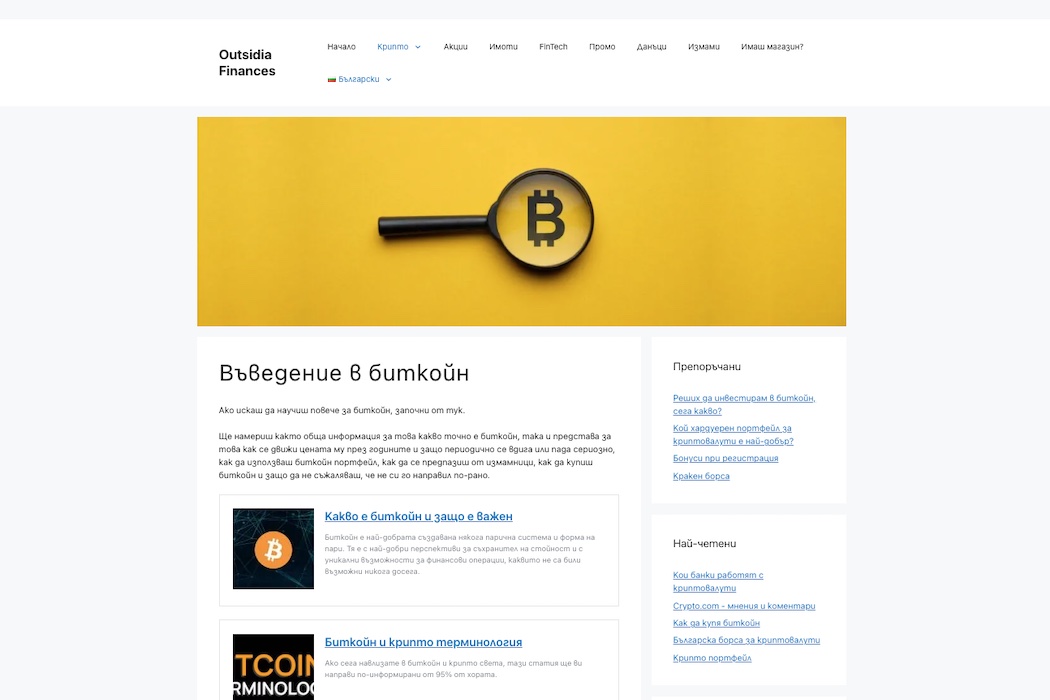 Outsidia
Finances
Начало Крипто Акции Имоти FinTech Промо Данъци Измами Имаш магазин?
Български
Въведение в биткойн
Ако искаш да научиш повече за биткойн, започни от тук.
Ще намериш както обща информация за това какво точно е биткойн, така и представа за
това как се движи цената му през годините и защо периодично се вдига или пада сериозно,
как да използваш биткойн портфейл, как да се предпазиш от измамници, как да купиш
биткойн и защо да не съжаляваш, че не си го направил по-рано.
Какво е биткойн и защо е важен
Биткойн е най-добрата създавана някога парична система и форма на
пари. Тя е с най-добри перспективи за съхранител на стойност и с
уникални възможности за финансови операции, каквито не са били
възможни никога досега.
TCOIN
RMINOLOG
Биткойн и крипто терминология
Ако сега навлизате в биткойн и крипто света, тази статия ще ви
направи по-информирани от 95% от хората.
Препоръчани
Реших да инвестирам в биткойн,
сега какво?
Кой хардуерен портфейл за
криптовалути е най-добър?
Бонуси при регистрация
Кракен борса
Най-четени
Кои банки работят с
криптовалути
Crypto.com - мнения и коментари
Как да купя биткойн
Българска борса за криптовалути
Крипто портфейл